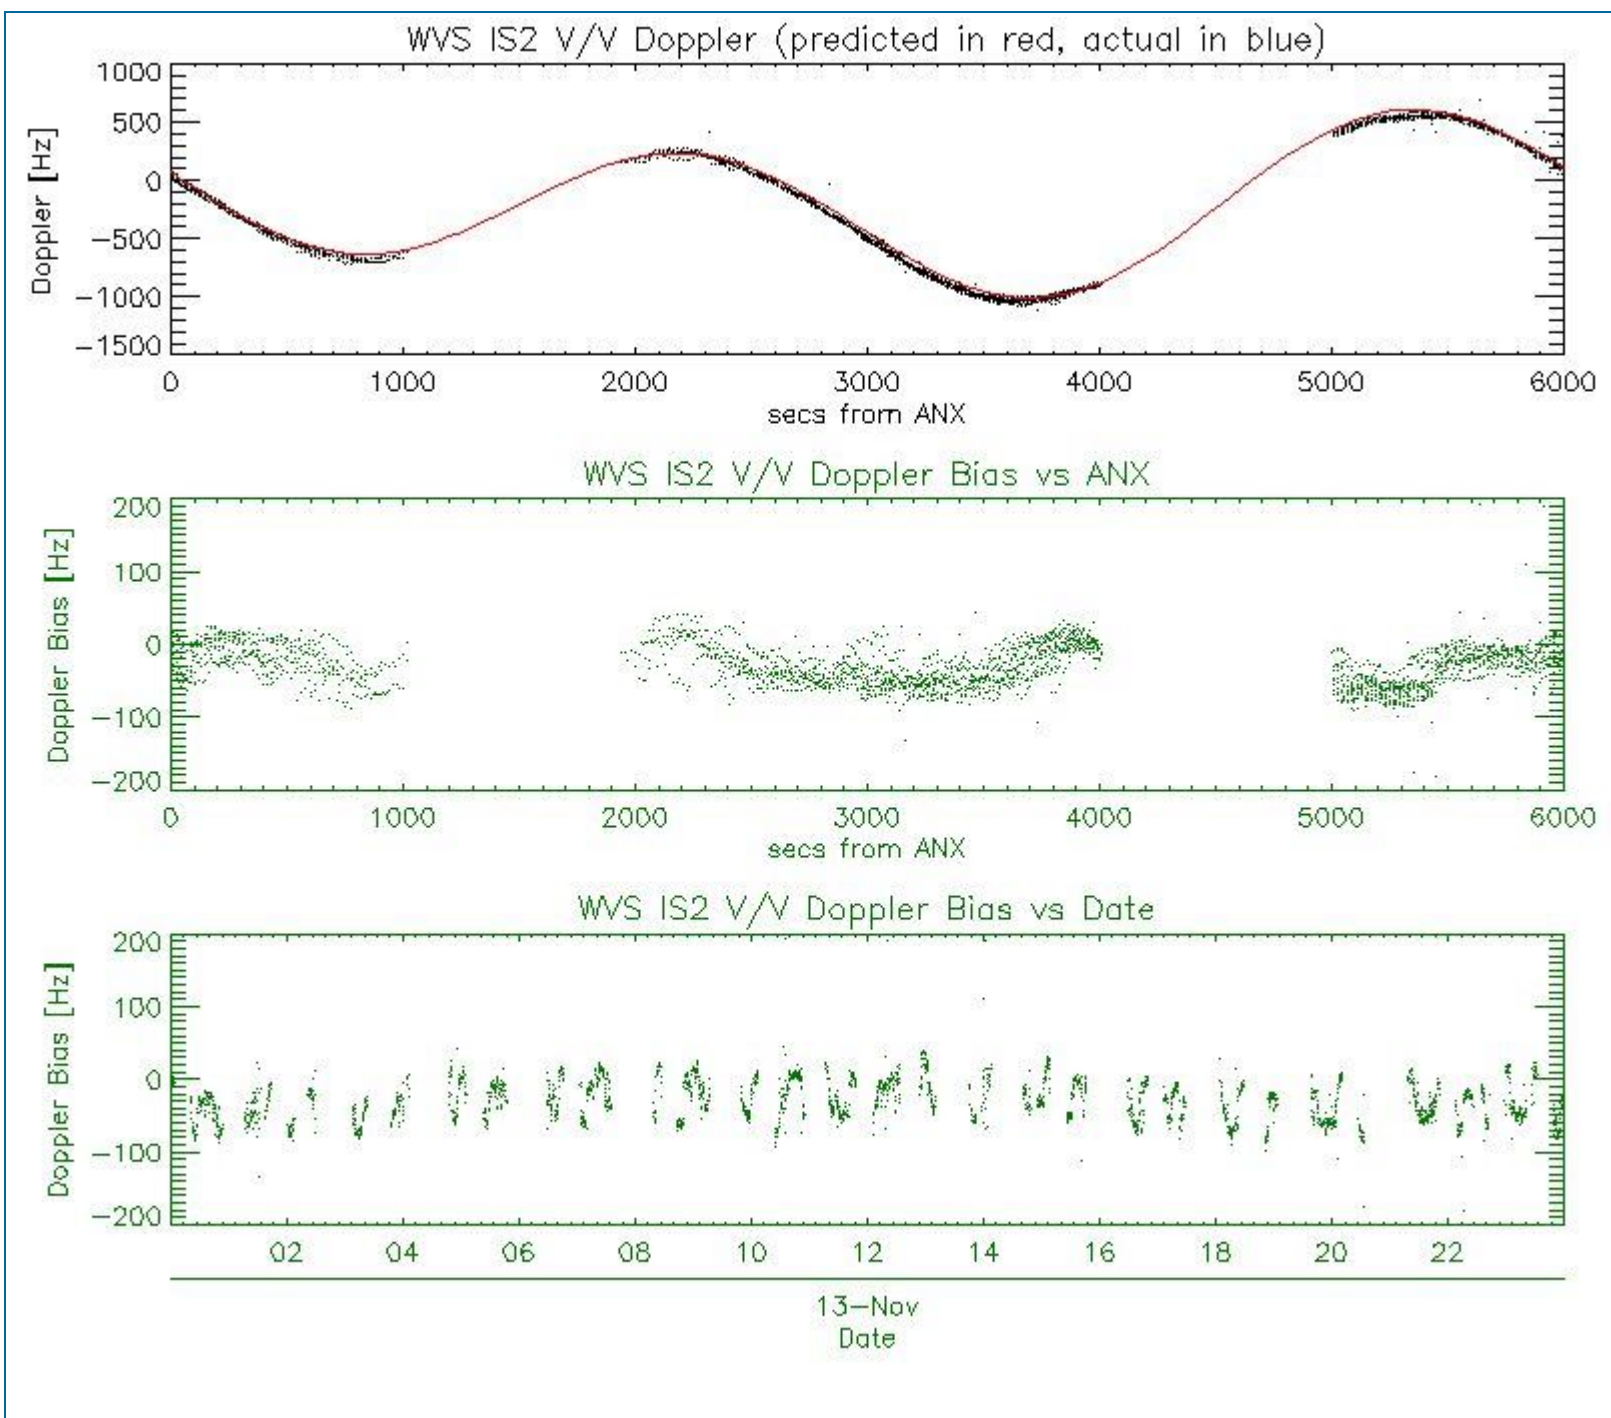 WVS IS2 V/V Doppler (predicted in red, actual in blue)
1000
500
0
-500
-1000
-1500
Doppler [Hz]
0 1000 2000 3000 4000 5000 6000
secs from ANX
WVS IS2 V/V Doppler Bias vs ANX
200
100
0
-100
-200
Doppler Bias [Hz]
0 1000 2000 3000 4000 5000 6000
secs from ANX
WVS IS2 V/V Doppler Bias vs Date
200
100
0
-100
-200
Doppler Bias [Hz]
02 04 06 08 10 12 14 16 18 20 22
13-Nov
Date